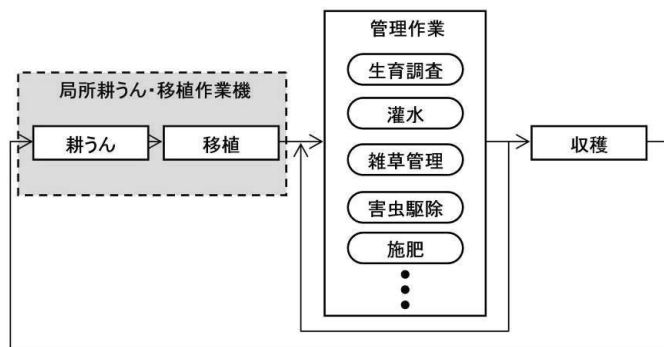 局所耕うん・移植作業機
耕うん
移植
管理作業
生育調査
灌水
雑草管理
害虫駆除
施肥
収穫